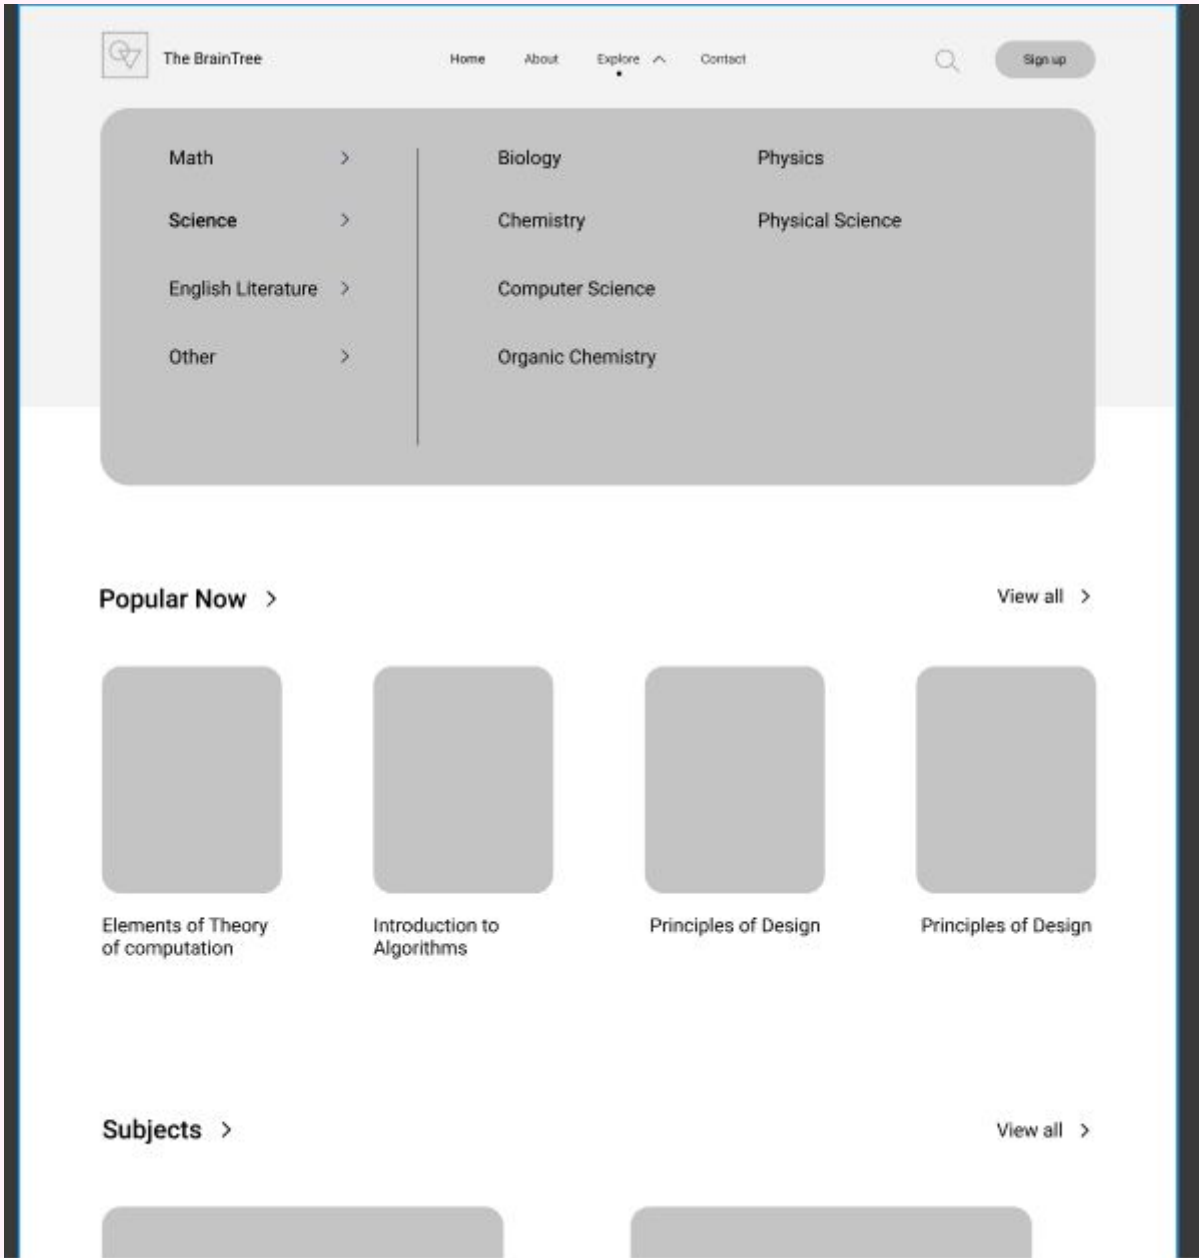 The BrainTree
Home About Explore Contact
Sign up
Math
Science
English Literature
Other
Biology
Chemistry
Computer Science
Organic Chemistry
Physics
Physical Science
Popular Now
View all
Elements of Theory
of computation
Introduction to
Algorithms
Principles of Design
Principles of Design
Subjects
View all